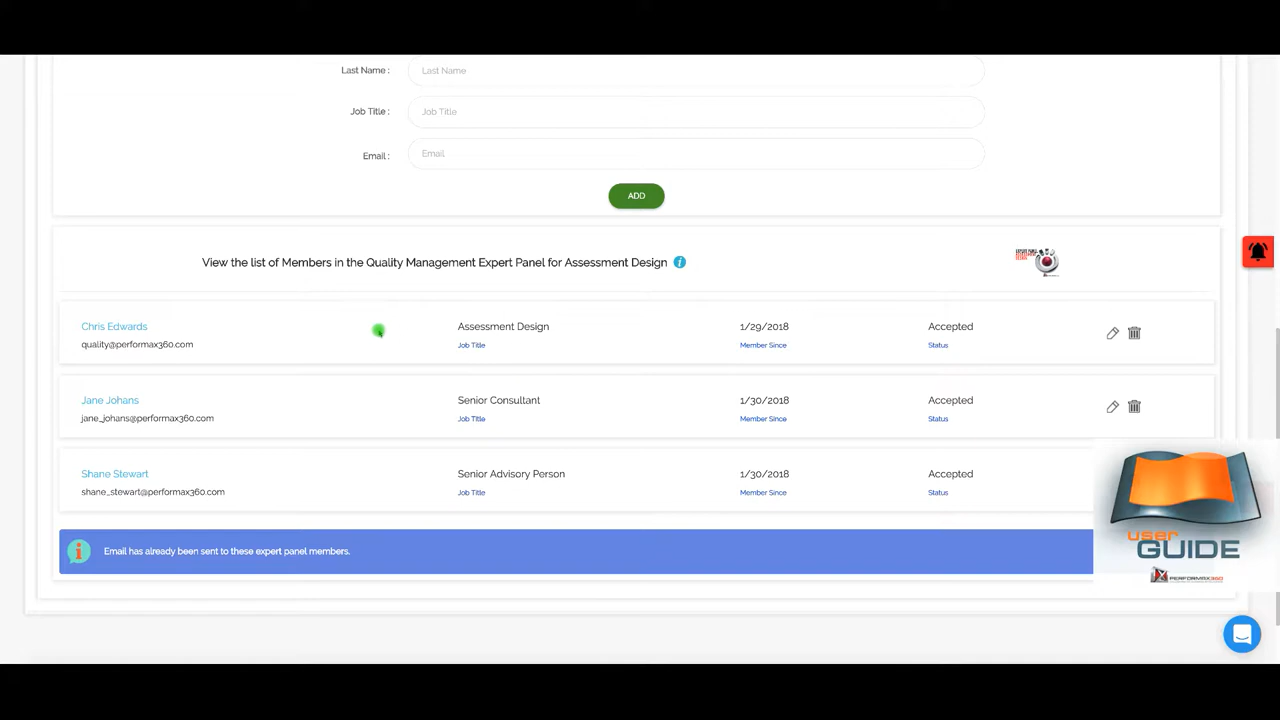 Last Name : Last Name
Job Title : Job Title
Email : Email
ADD
View the list of Members in the Quality Management Expert Panel for Assessment Design
Chris Edwards Assessment Design 1/29/2018 Accepted
quality@performax360.com Job Title Member Since Status
Jane Johans Senior Consultant 1/30/2018 Accepted
jane_johans@performax360.com Job Title Member Since Status
Shane Stewart Senior Advisory Person 1/30/2018 Accepted
shane_stewart@performax360.com Job Title Member Since Status
Email has already been sent to these expert panel members.
user
GUIDE
PERFORMAX360